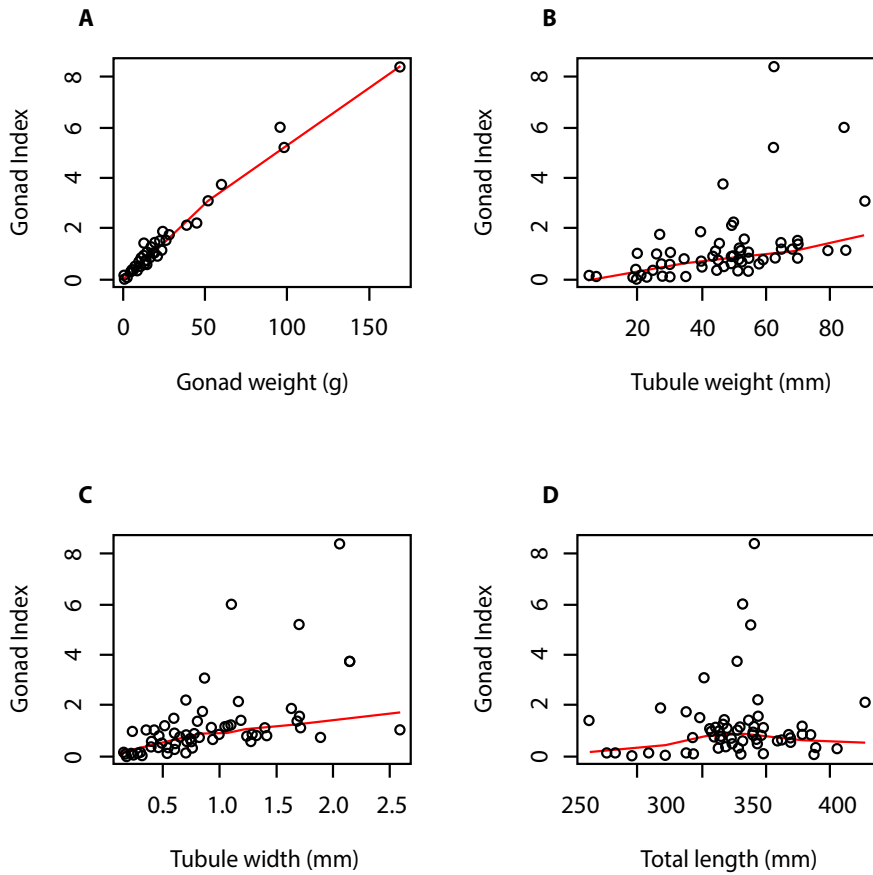 A
Gonad Index
0 2 4 6 8
0 50 100 150
Gonad weight (g)
B
Gonad Index
0 2 4 6 8
20 40 60 80
Tubule weight (mm)
C
Gonad Index
0 2 4 6 8
0.5 1.0 1.5 2.0 2.5
Tubule width (mm)
D
Gonad Index
0 2 4 6 8
250 300 350 400
Total length (mm)